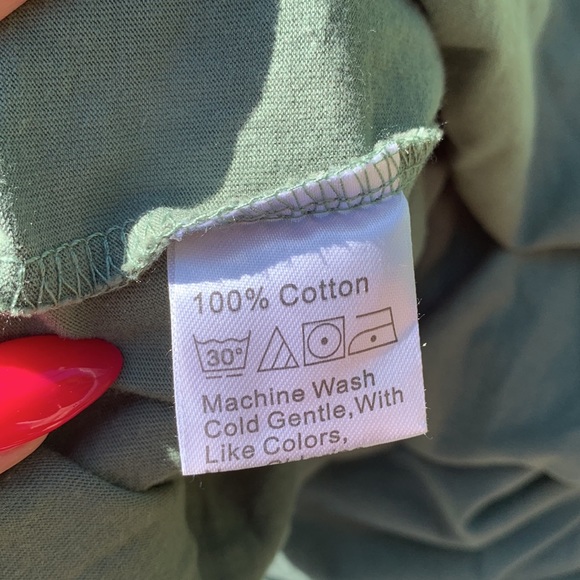 100% Cotton
30°
Machine Wash
Cold Gentle, With
Like Colors,